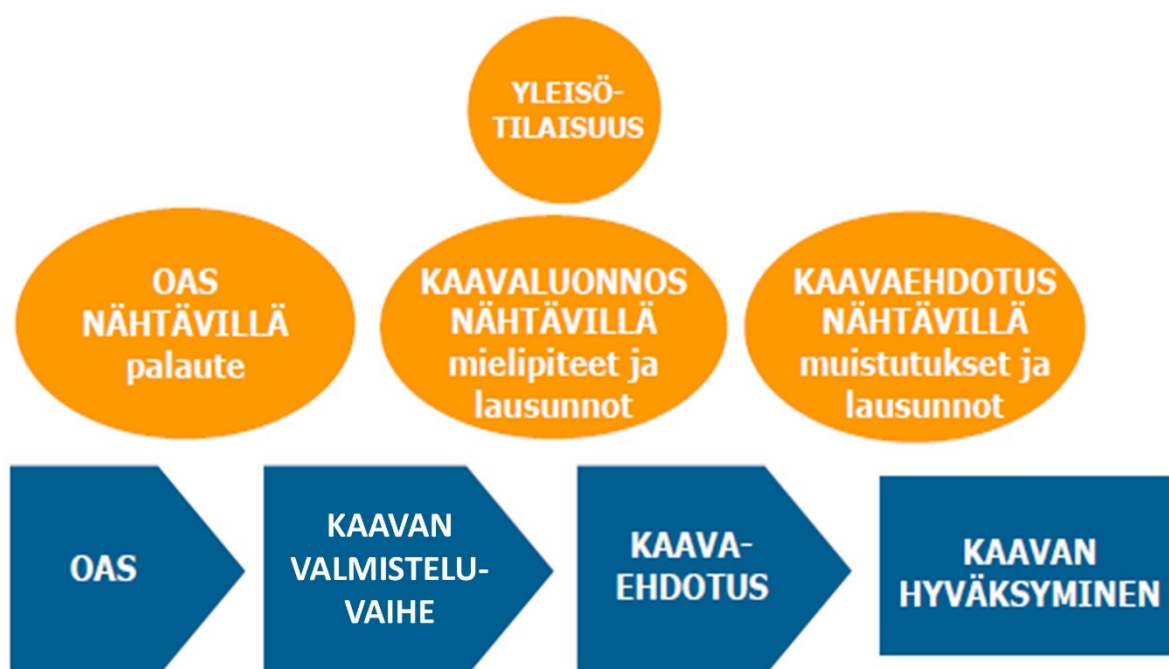 YLEISÖ-
TILAISUUS
OAS
NÄHTÄVILLÄ
palaute
KAAVALUONNOS
NÄHTÄVILLÄ
mielipiteet ja
lausunnot
KAAVAEHDOTUS
NÄHTÄVILLÄ
muistutukset ja
lausunnot
OAS
KAAVAN
VALMISTELU-
VAIHE
KAAVA-
EHDOTUS
KAAVAN
HYVÄKSYMINEN